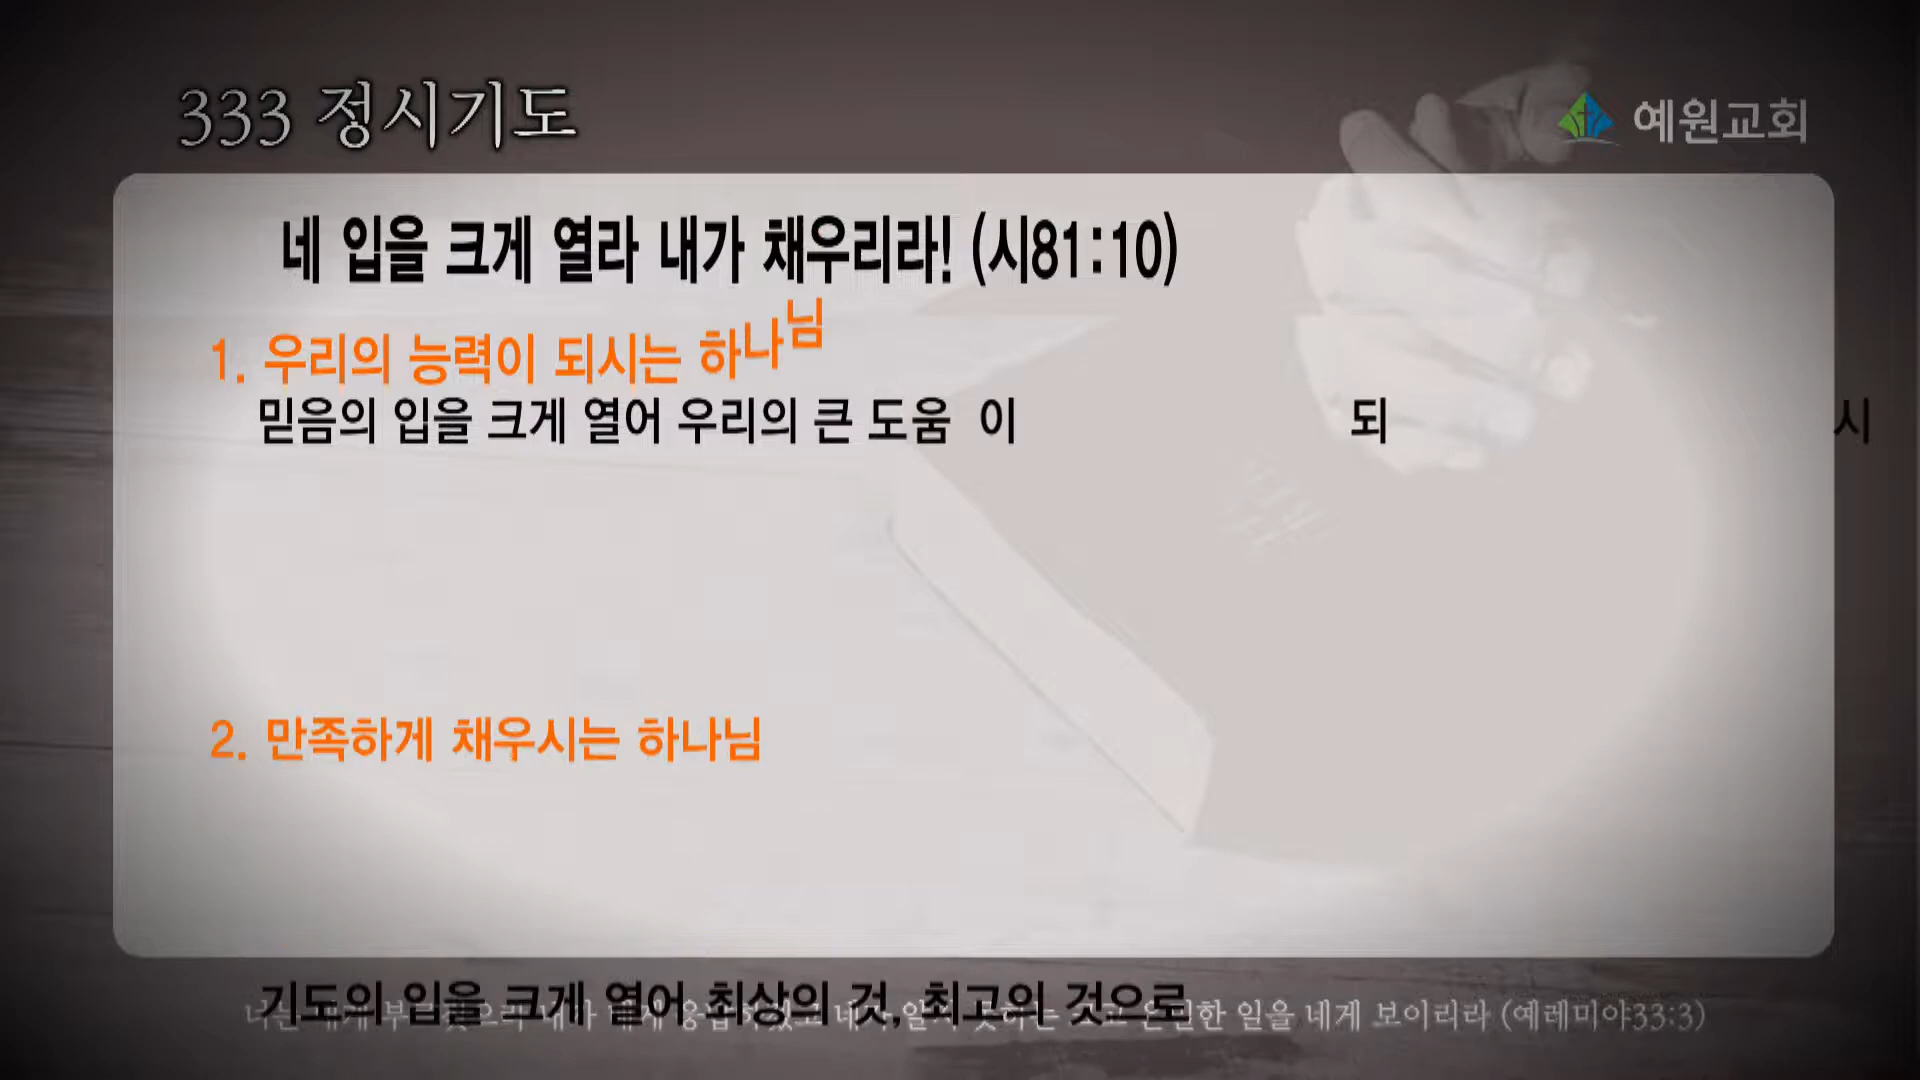 333 정시기도
예원교회
네 입을 크게 열라 내가 채우리라! (시81:10)
1. 우리의 능력이 되시는 하나님
믿음의 입을 크게 열어 우리의 큰 도움 이 되 시
2. 만족하게 채우시는 하나님
기도의 입을 크게 열어 최상의 것, 최고의 것으로
일을 네게 보이리라 (예레미야33:3)